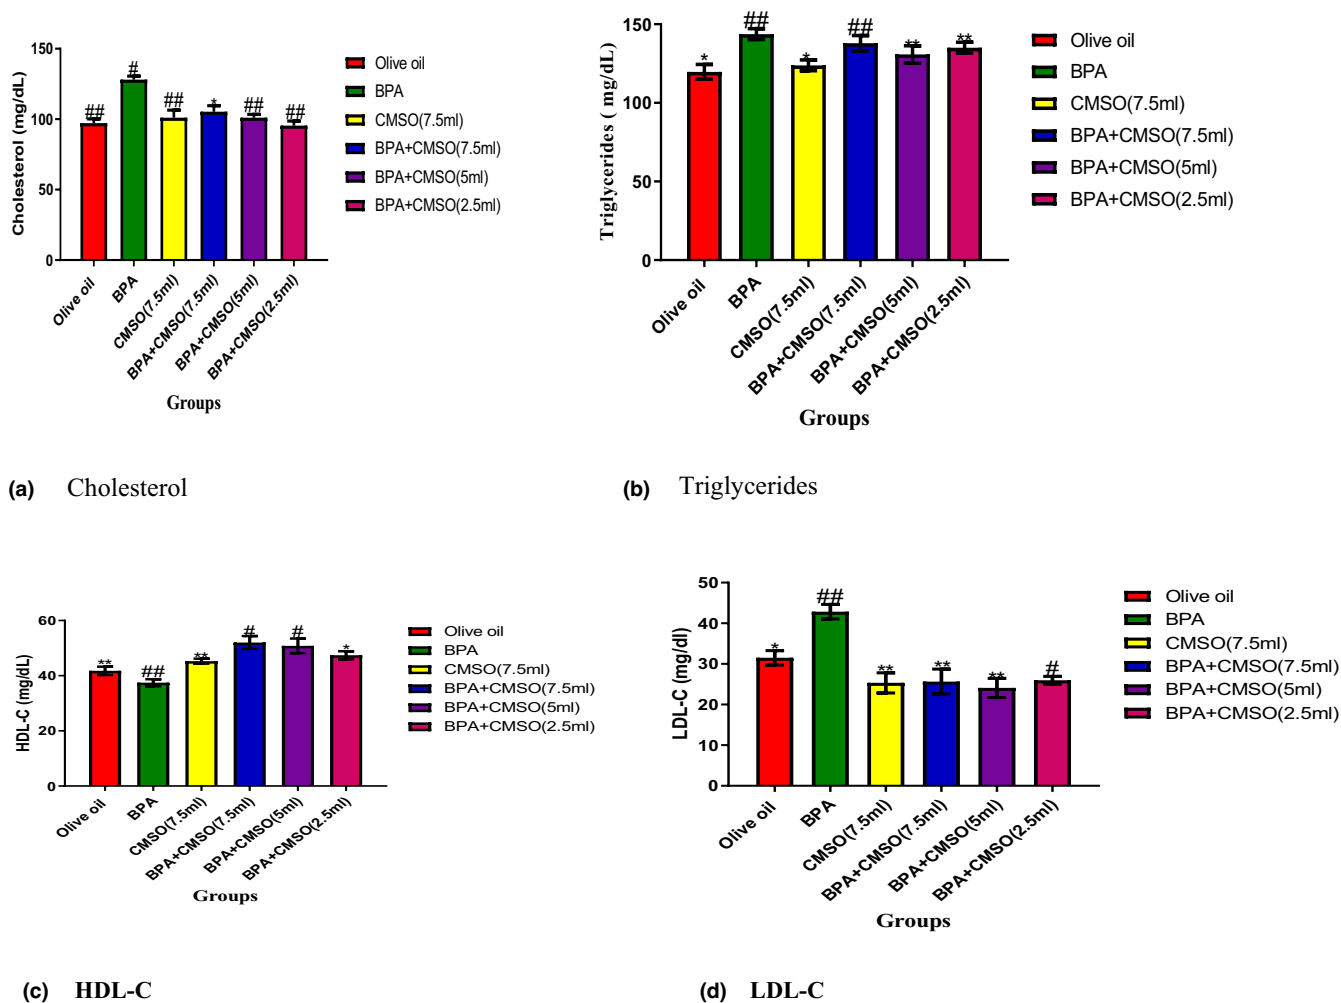 150
100
50
0
Cholesterol (mg/dL)
##
#
##
*
##
##
Olive oil
BPA
CMSO(7.5ml)
BPA+CMSO(7.5ml)
BPA+CMSO(5ml)
BPA+CMSO(2.5ml)
Groups
Olive oil
BPA
CMSO(7.5ml)
BPA+CMSO(7.5ml)
BPA+CMSO(5ml)
BPA+CMSO(2.5ml)
(a) Cholesterol
150
100
50
0
Triglycerides ( mg/dL)
*
##
*
##
**
**
Olive oil
BPA
CMSO(7.5ml)
BPA+CMSO(7.5ml)
BPA+CMSO(5ml)
BPA+CMSO(2.5ml)
Groups
Olive oil
BPA
CMSO(7.5ml)
BPA+CMSO(7.5ml)
BPA+CMSO(5ml)
BPA+CMSO(2.5ml)
(b) Triglycerides
60
40
20
0
HDL-C (mg/dL)
**
##
**
#
#
*
Olive oil
BPA
CMSO(7.5ml)
BPA+CMSO(7.5ml)
BPA+CMSO(5ml)
BPA+CMSO(2.5ml)
Groups
Olive oil
BPA
CMSO(7.5ml)
BPA+CMSO(7.5ml)
BPA+CMSO(5ml)
BPA+CMSO(2.5ml)
(c) HDL-C
50
40
30
20
10
0
LDL-C (mg/dl)
*
##
**
**
**
#
Olive oil
BPA
CMSO(7.5ml)
BPA+CMSO(7.5ml)
BPA+CMSO(5ml)
BPA+CMSO(2.5ml)
Groups
Olive oil
BPA
CMSO(7.5ml)
BPA+CMSO(7.5ml)
BPA+CMSO(5ml)
BPA+CMSO(2.5ml)
(d) LDL-C